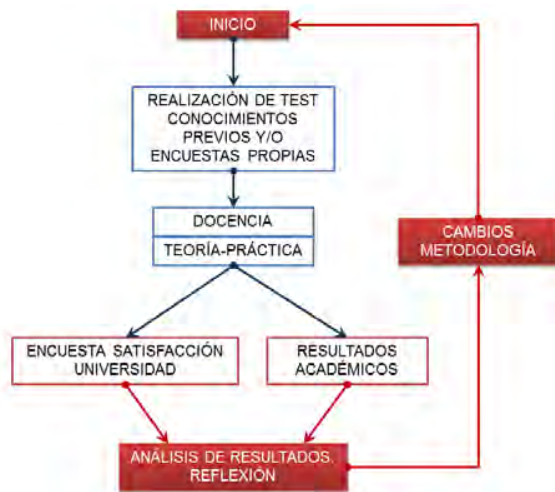 INICIO
REALIZACIÓN DE TEST
CONOCIMIENTOS
PREVIOS Y/O
ENCUESTAS PROPIAS
DOCENCIA
TEORÍA-PRÁCTICA
CAMBIOS
METODOLOGÍA
ENCUESTA SATISFACCIÓN
UNIVERSIDAD
RESULTADOS
ACADÉMICOS
ANÁLISIS DE RESULTADOS.
REFLEXIÓN